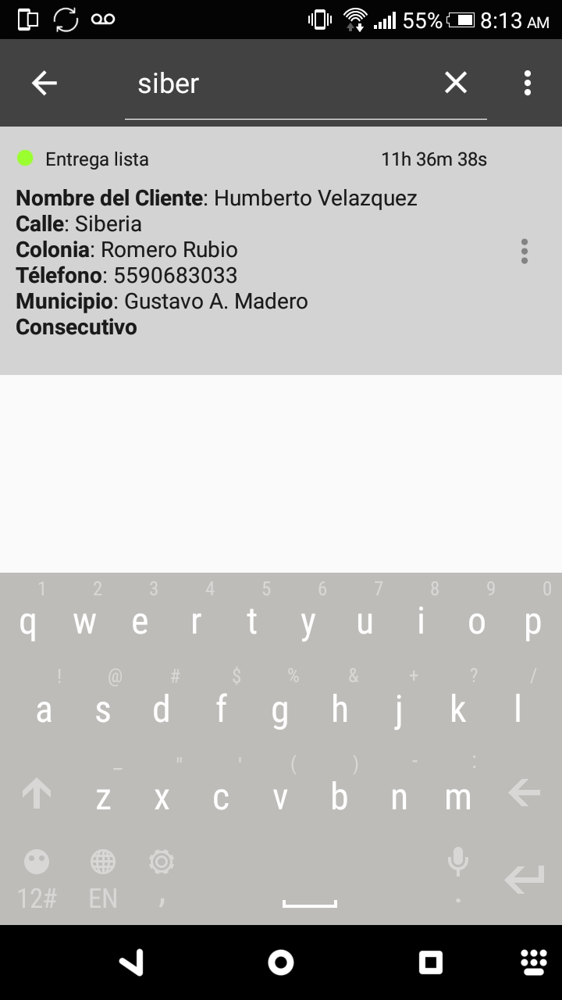 55% 8:13 AM
siber
Entrega lista 11h 36m 38s
Nombre del Cliente: Humberto Velazquez
Calle: Siberia
Colonia: Romero Rubio
Télefono: 5590683033
Municipio: Gustavo A. Madero
Consecutivo
1 2 3 4 5 6 7 8 9 0
q w e r t y u i o p
! @ # $ % & + ? /
a s d f g h j k l
_ " ' ( ) - :
z x c v b n m
12# EN , .